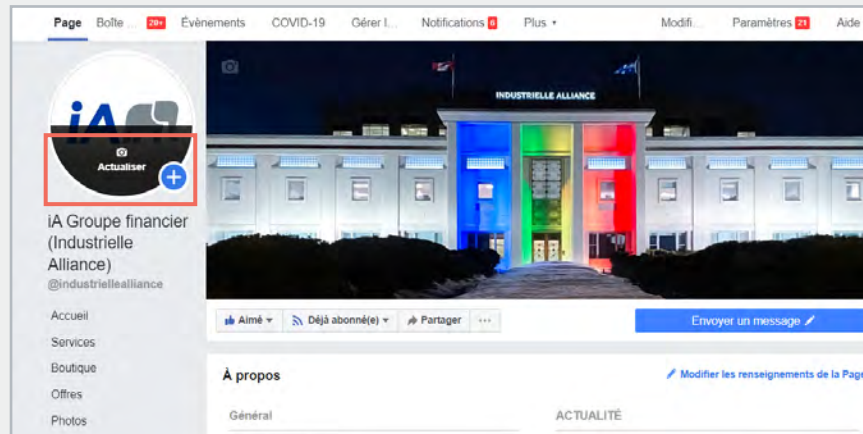 Page Boîte ... 20+ Évènements COVID-19 Gérer l... Notifications 6 Plus Modifi... Paramètres 21 Aide
INDUSTRIELLE ALLIANCE
iA
Actualiser
iA Groupe financier
(Industrielle
Alliance)
@industriellealliance
Accueil
Services
Boutique
Offres
Photos
Aimé Déjà abonné(e) Partager ...
Envoyer un message
À propos
Modifier les renseignements de la Page
Général
ACTUALITÉ